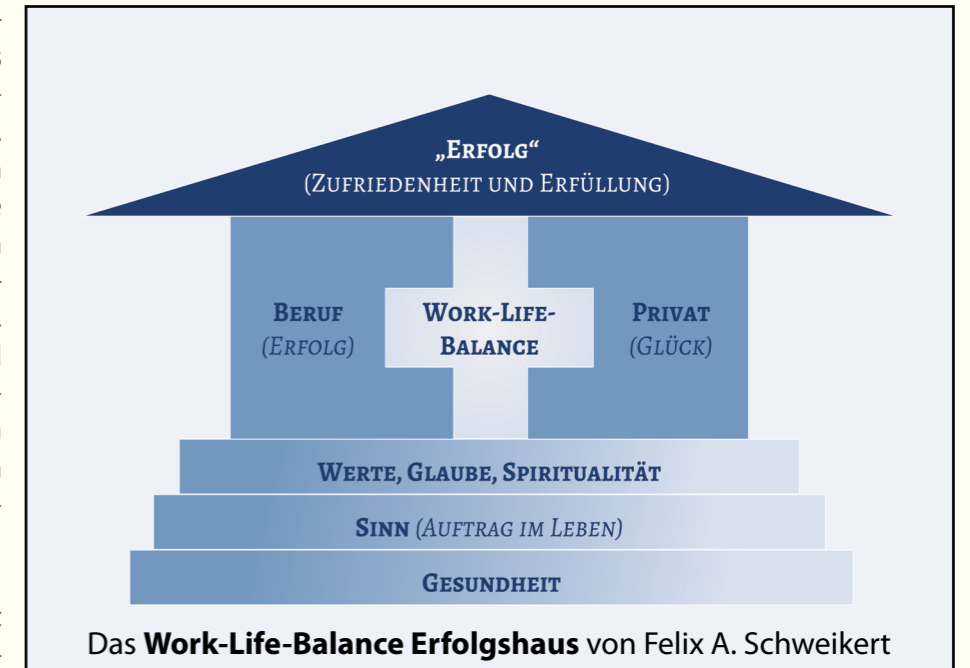 „Erfolg“
(Zufriedenheit und Erfüllung)
Beruf
(Erfolg)
Work-Life-
Balance
Privat
(Glück)
Werte, Glaube, Spiritualität
Sinn (Auftrag im Leben)
Gesundheit
Das Work-Life-Balance Erfolgshaus von Felix A. Schweikert